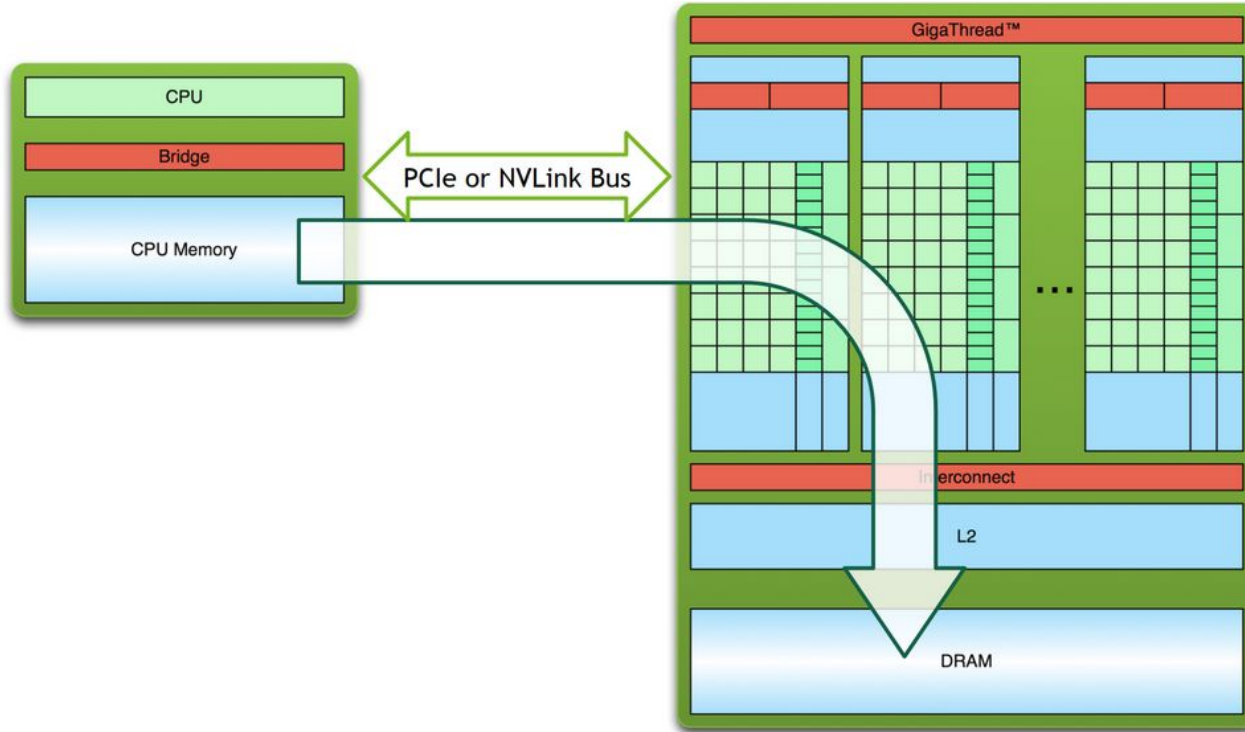 GigaThread™
CPU
Bridge
PCIe or NVLink Bus
CPU Memory
...
Interconnect
L2
DRAM